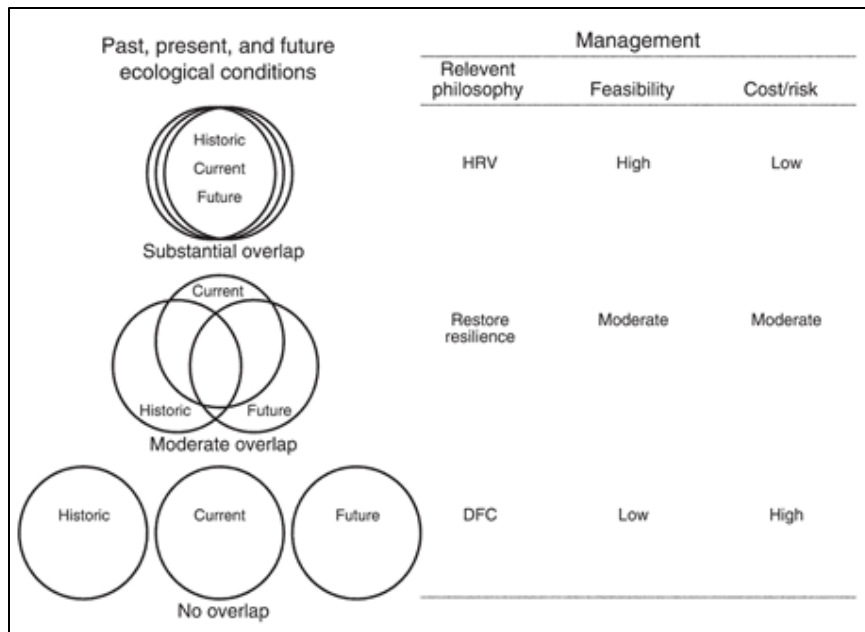 Past, present, and future
ecological conditions
Management
Relevent
philosophy
Feasibility
Cost/risk
Historic
Current
Future
Substantial overlap
HRV
High
Low
Current
Historic
Future
Moderate overlap
Restore
resilience
Moderate
Moderate
Historic
Current
Future
No overlap
DFC
Low
High